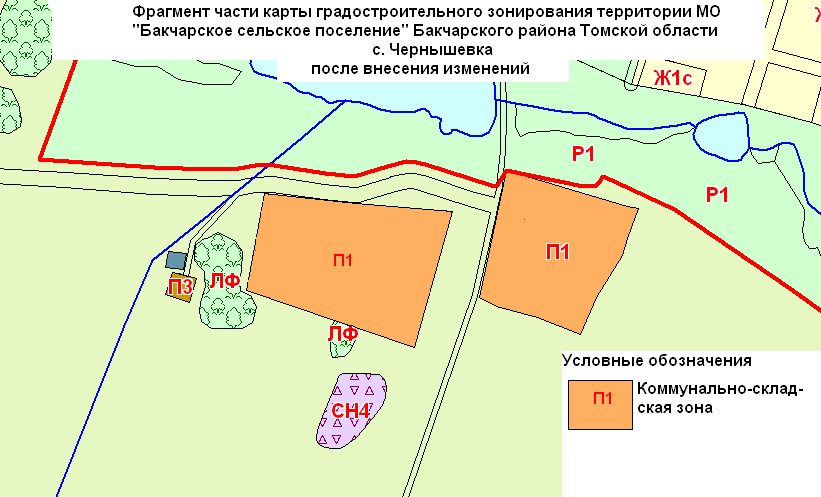 Фрагмент части карты градостроительного зонирования территории МО
"Бакчарское сельское поселение" Бакчарского района Томской области
с. Чернышевка
после внесения изменений
Ж1с
Р1
Р1
П1
П1
ЛФ
П3
ЛФ
СН4
Условные обозначения
П1
Коммунально-склад-
ская зона